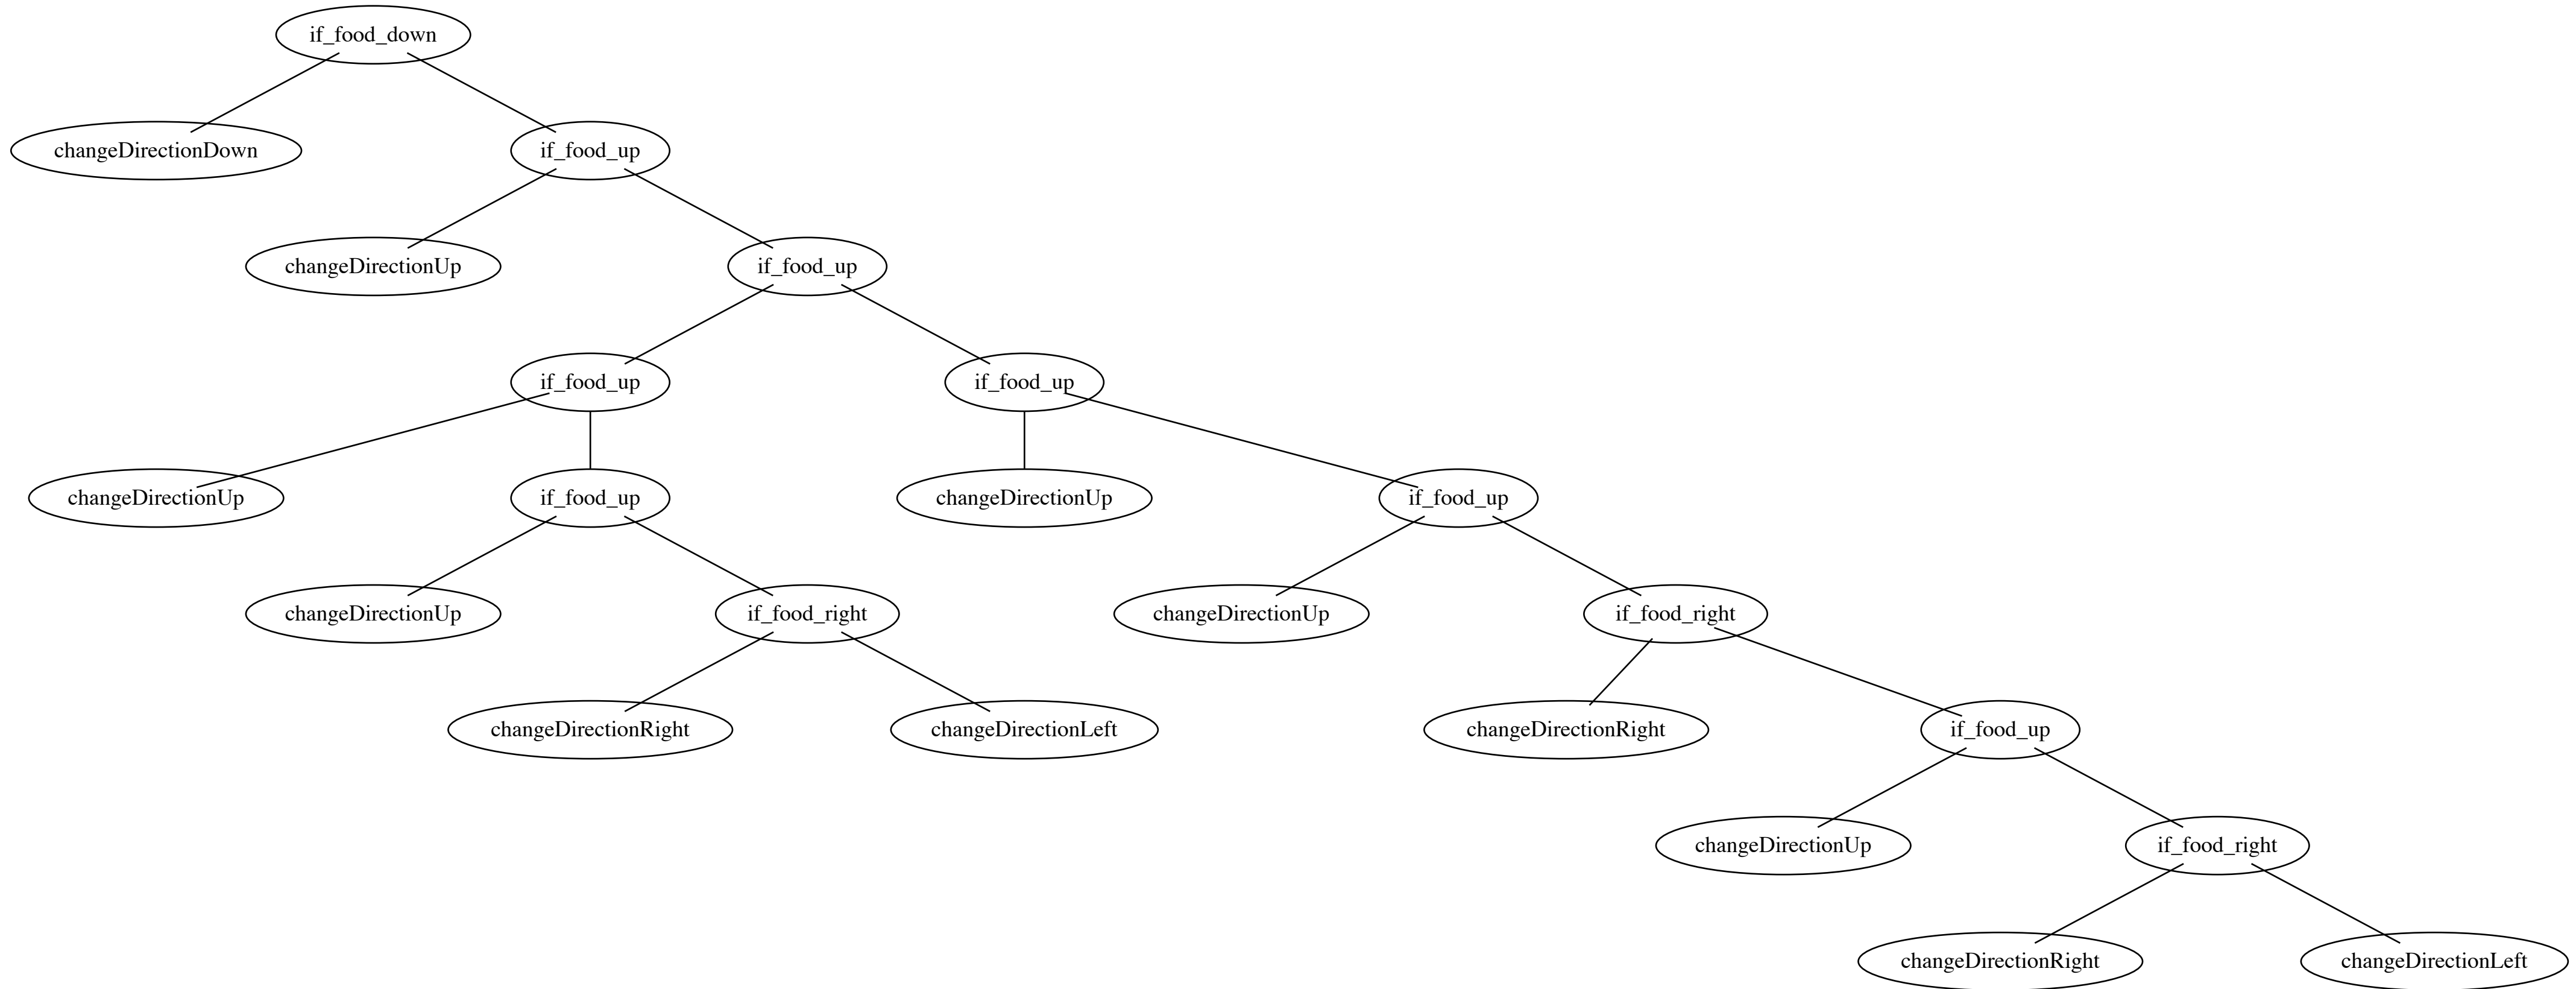 if_food_down
changeDirectionDown
if_food_up
changeDirectionUp
if_food_up
if_food_up
if_food_up
changeDirectionUp
if_food_up
changeDirectionUp
if_food_up
changeDirectionUp
if_food_right
changeDirectionUp
if_food_right
changeDirectionRight
changeDirectionLeft
changeDirectionRight
if_food_up
changeDirectionUp
if_food_right
changeDirectionRight
changeDirectionLeft